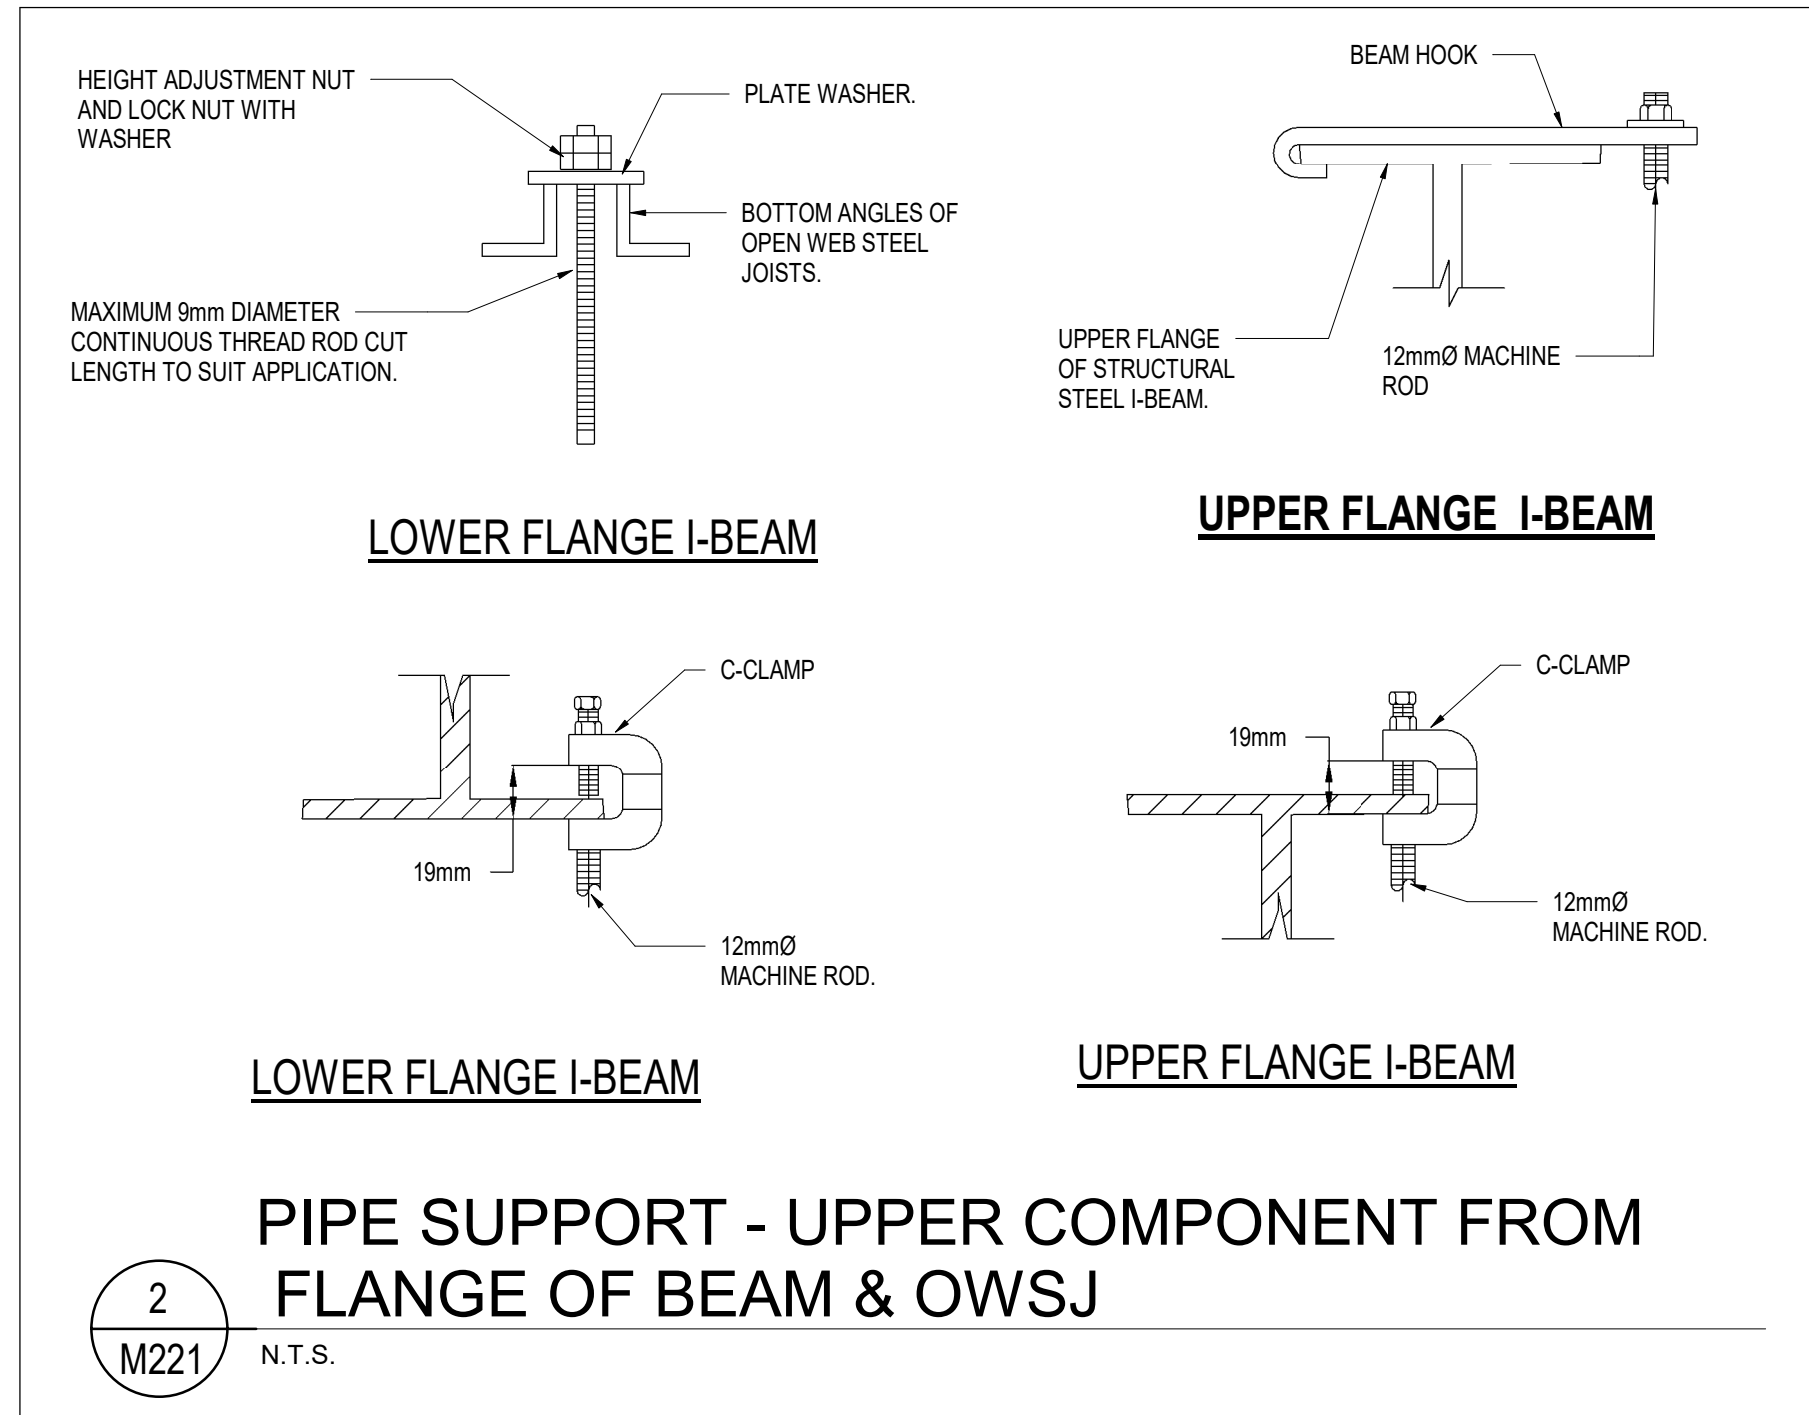 HEIGHT ADJUSTMENT NUT
AND LOCK NUT WITH
WASHER
PLATE WASHER.
BOTTOM ANGLES OF
OPEN WEB STEEL
JOISTS.
MAXIMUM 9mm DIAMETER
CONTINUOUS THREAD ROD CUT
LENGTH TO SUIT APPLICATION.
LOWER FLANGE I-BEAM
BEAM HOOK
UPPER FLANGE
OF STRUCTURAL
STEEL I-BEAM.
12mmØ MACHINE
ROD
UPPER FLANGE I-BEAM
C-CLAMP
19mm
12mmØ
MACHINE ROD.
LOWER FLANGE I-BEAM
C-CLAMP
19mm
12mmØ
MACHINE ROD.
UPPER FLANGE I-BEAM
PIPE SUPPORT - UPPER COMPONENT FROM
FLANGE OF BEAM & OWSJ
2
M221
N.T.S.